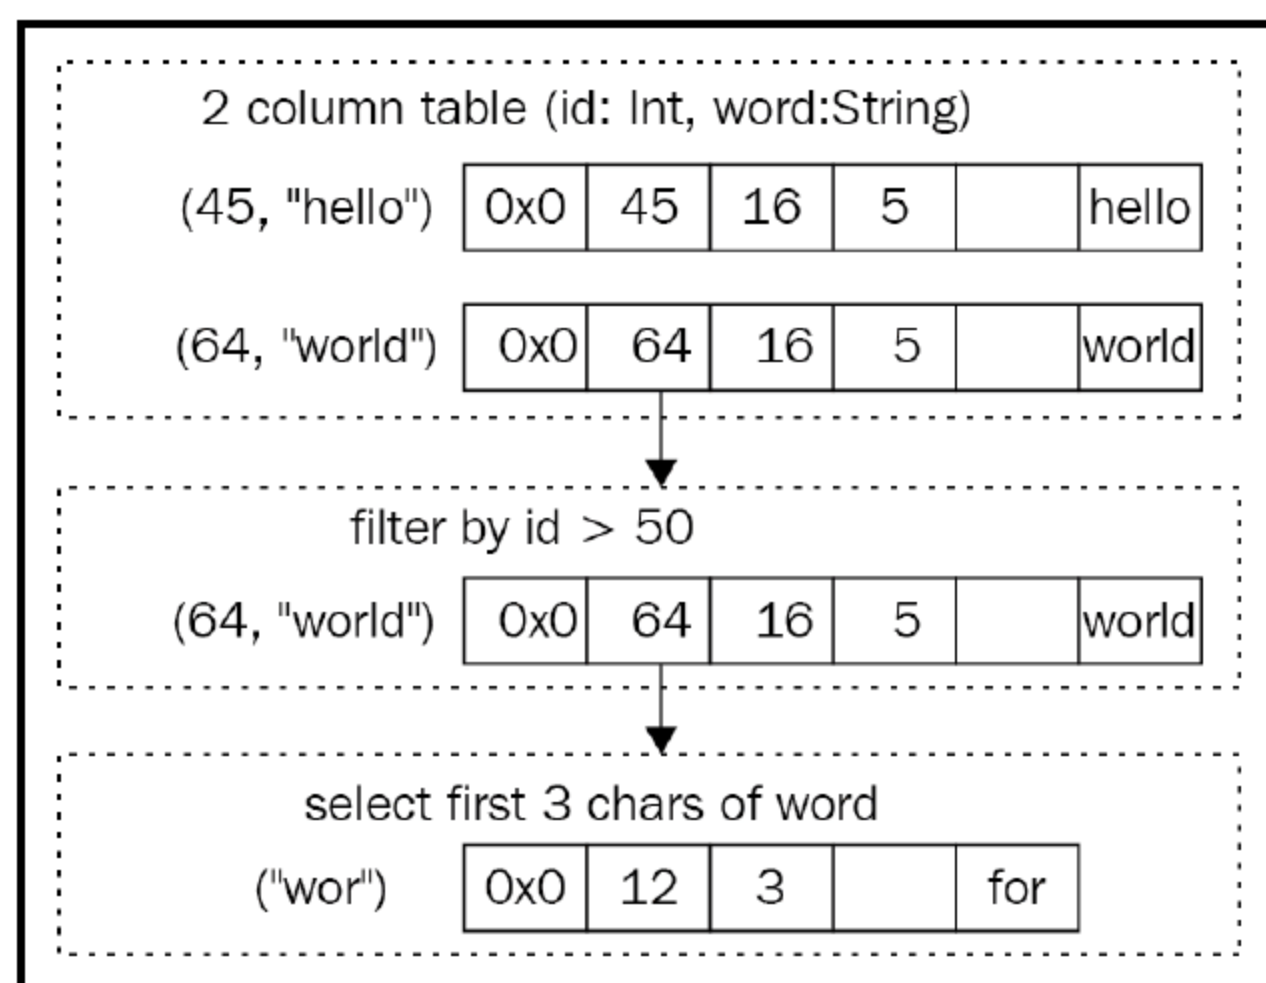 2 column table (id: Int, word:String)
(45, "hello") 0x0 45 16 5 hello
(64, "world") 0x0 64 16 5 world
filter by id > 50
(64, "world") 0x0 64 16 5 world
select first 3 chars of word
("wor") 0x0 12 3 for